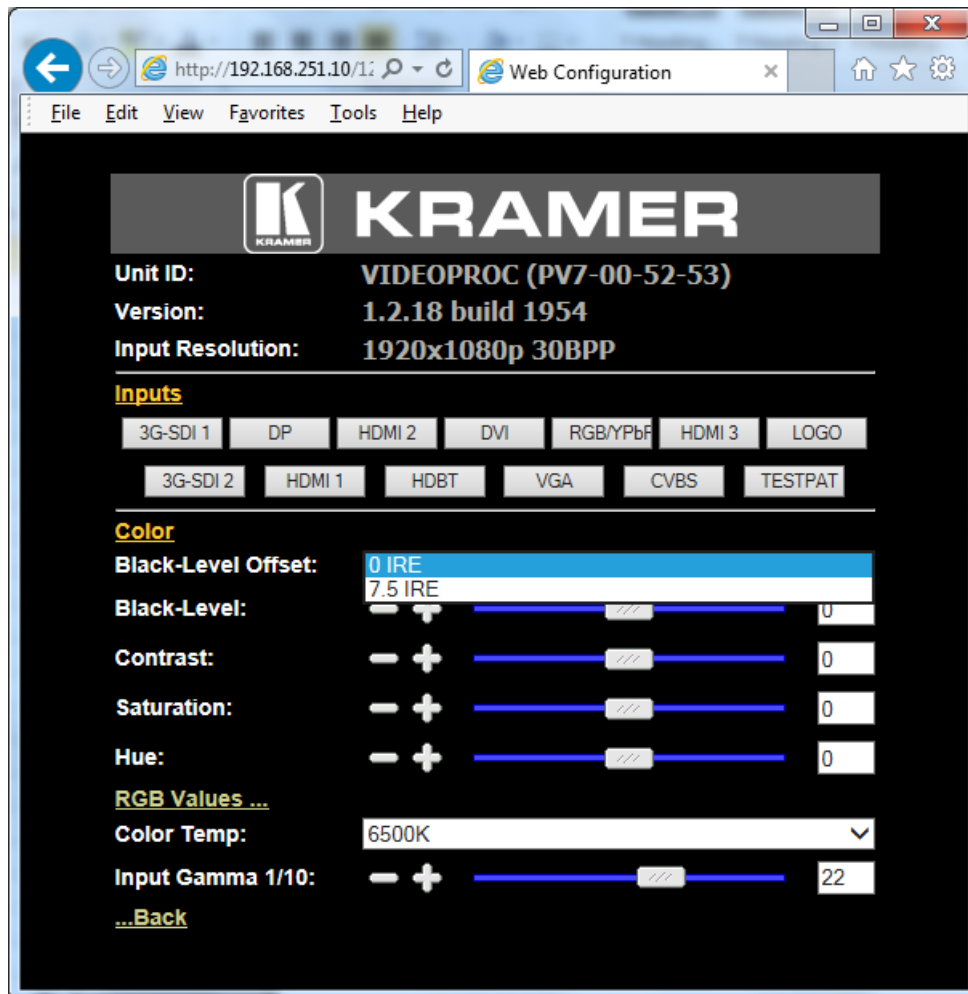 http://192.168.251.10/12
Web Configuration
File Edit View Favorites Tools Help
KRAMER KRAMER
Unit ID: VIDEOPROC (PV7-00-52-53)
Version: 1.2.18 build 1954
Input Resolution: 1920x1080p 30BPP
Inputs
3G-SDI 1 DP HDMI 2 DVI RGB/YPbP HDMI 3 LOGO
3G-SDI 2 HDMI 1 HDBT VGA CVBS TESTPAT
Color
Black-Level Offset: 0 IRE
7.5 IRE
Black-Level: 0
Contrast: 0
Saturation: 0
Hue: 0
RGB Values ...
Color Temp: 6500K
Input Gamma 1/10: 22
...Back